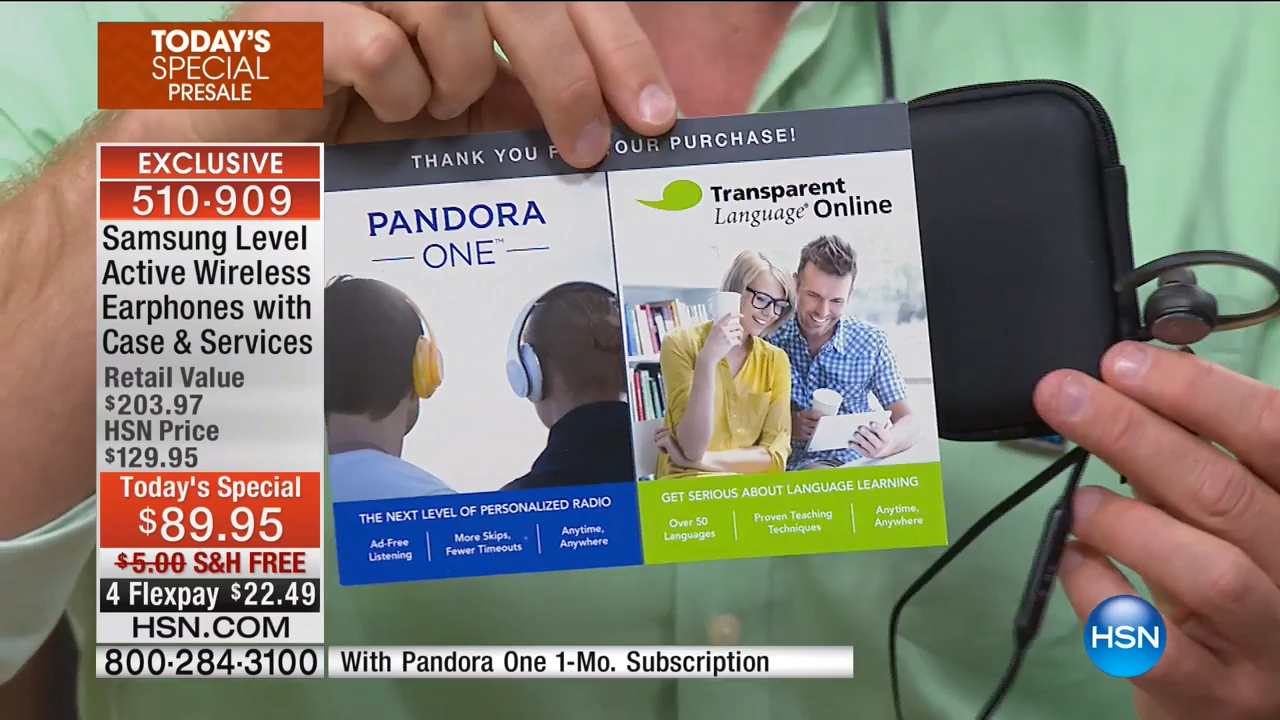 TODAY'S
SPECIAL
PRESALE
EXCLUSIVE
510-909
Samsung Level
Active Wireless
Earphones with
Case & Services
Retail Value
$203.97
HSN Price
$129.95
Today's Special
$89.95
$5.00 S&H FREE
4 Flexpay $22.49
HSN.COM
800-284-3100
With Pandora One 1-Mo. Subscription
THANK YOU F OUR PURCHASE!
PANDORA
ONE™
THE NEXT LEVEL OF PERSONALIZED RADIO
Ad-Free
Listening
More Skips,
Fewer Timeouts
Anytime,
Anywhere
Transparent
Language® Online
GET SERIOUS ABOUT LANGUAGE LEARNING
Over 50
Languages
Proven Teaching
Techniques
Anytime,
Anywhere
HSN